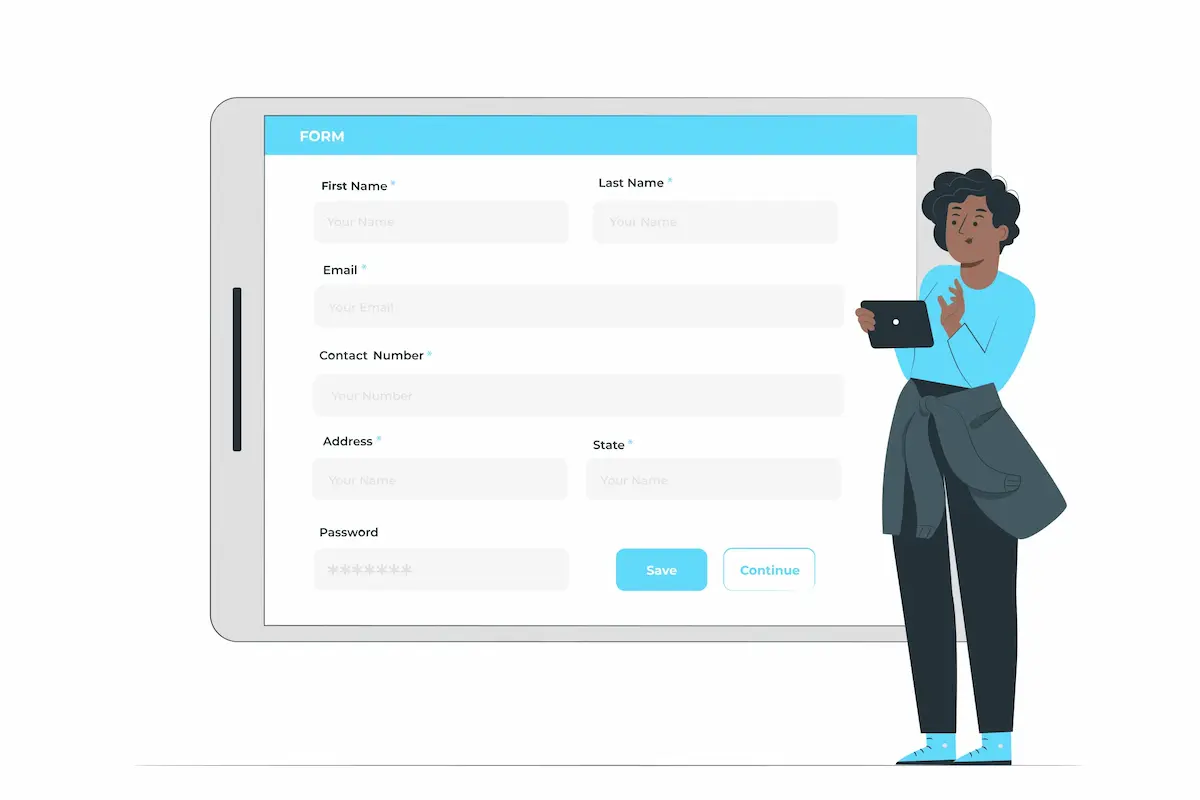 FORM
First Name * Last Name *
Your Name Your Name
Email *
Your Email
Contact Number *
Your Number
Address * State *
Your Name Your Name
Password
*******
Save Continue